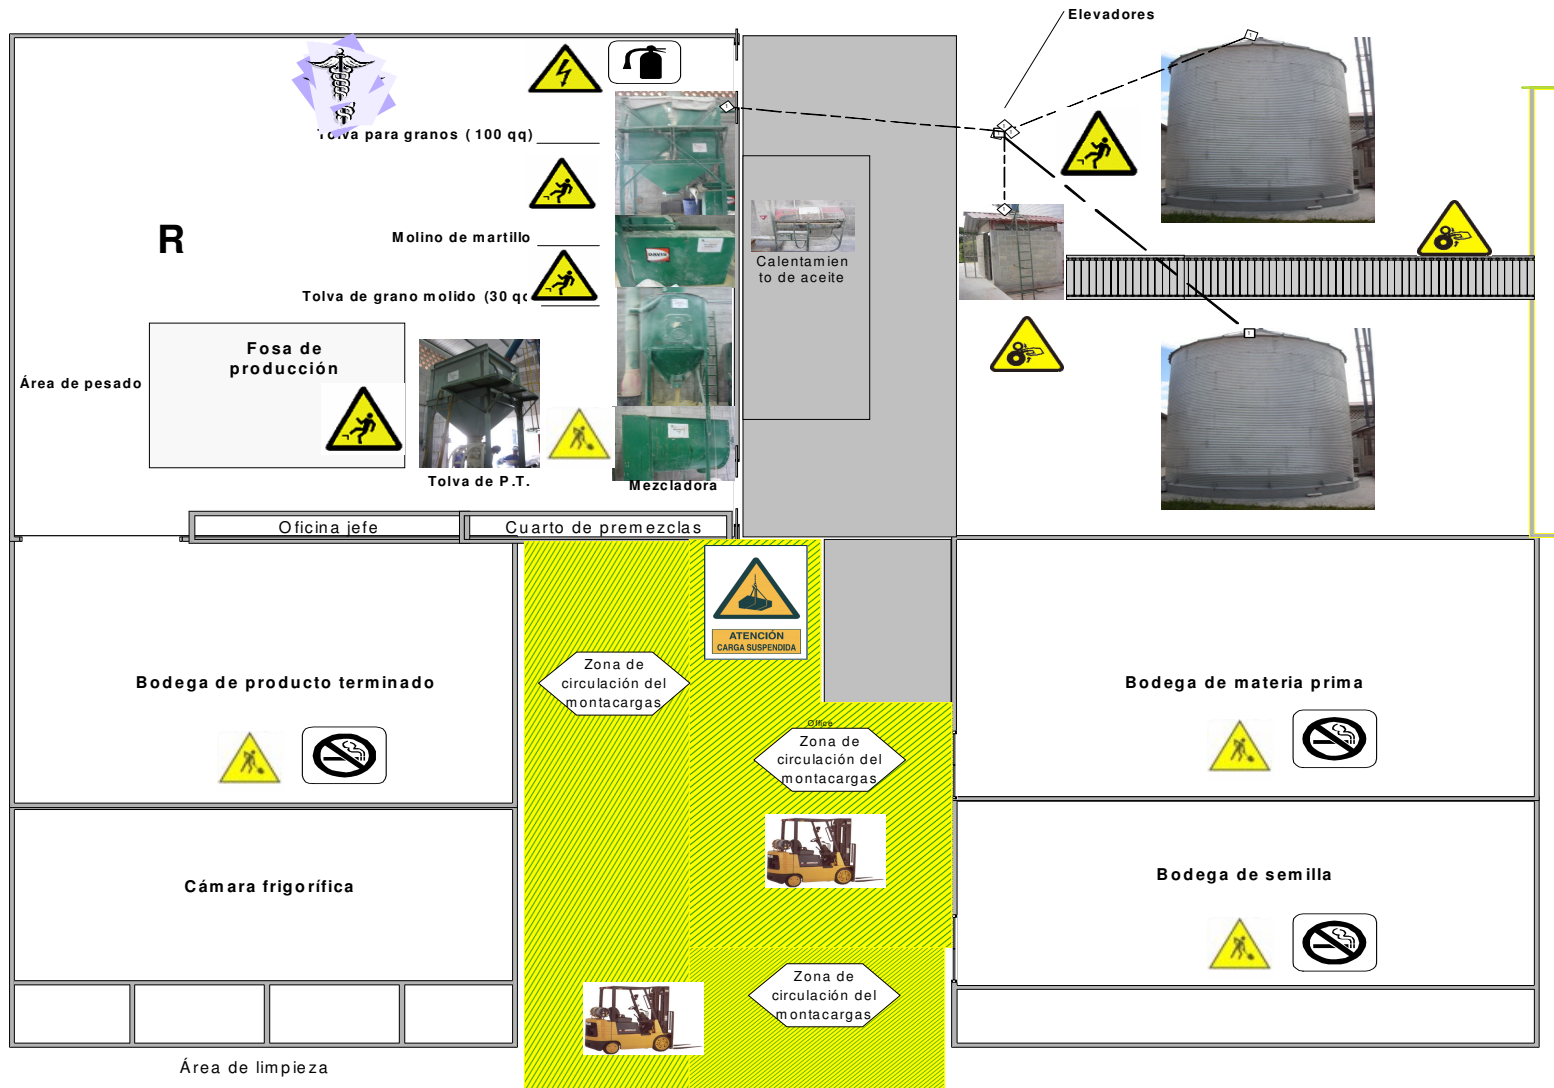 Elevadores
Tolva para granos (100 qq)
R
Molino de martillo
Calentamien
to de aceite
Tolva de grano molido (30 qq
Fosa de
producción
Área de pesado
Tolva de P.T.
Mezcladora
Oficina jefe
Cuarto de premezclas
ATENCIÓN
CARGA SUSPENDIDA
Zona de
circulación del
montacargas
Bodega de producto terminado
Bodega de materia prima
Office
Zona de
circulación del
montacargas
Cámara frigorífica
Bodega de semilla
Zona de
circulación del
montacargas
Área de limpieza